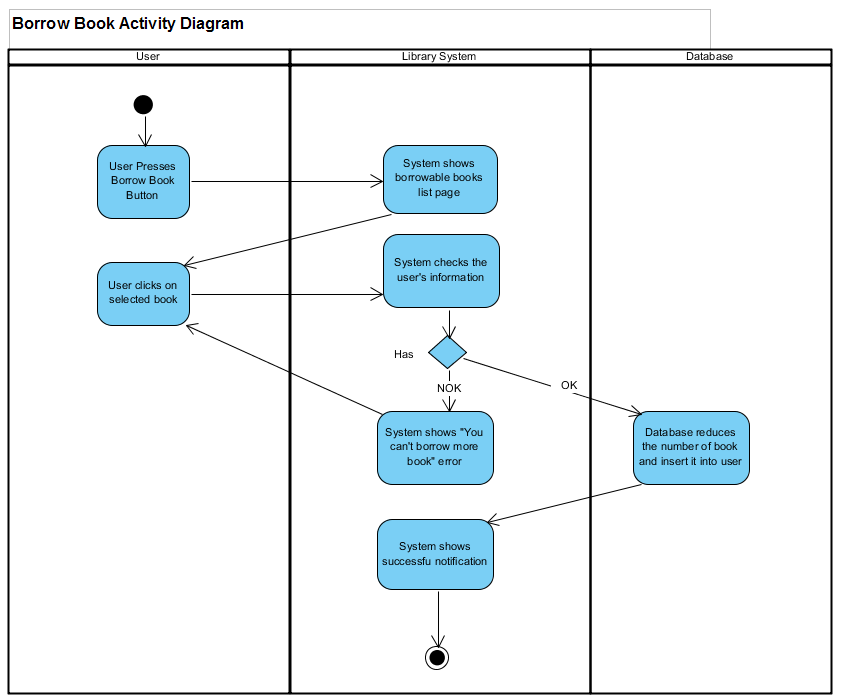 Borrow Book Activity Diagram
User
Library System
Database
User Presses
Borrow Book
Button
System shows
borrowable books
list page
User clicks on
selected book
System checks the
user's information
Has
NOK
OK
System shows "You
can't borrow more
book" error
Database reduces
the number of book
and insert it into user
System shows
successfu notification